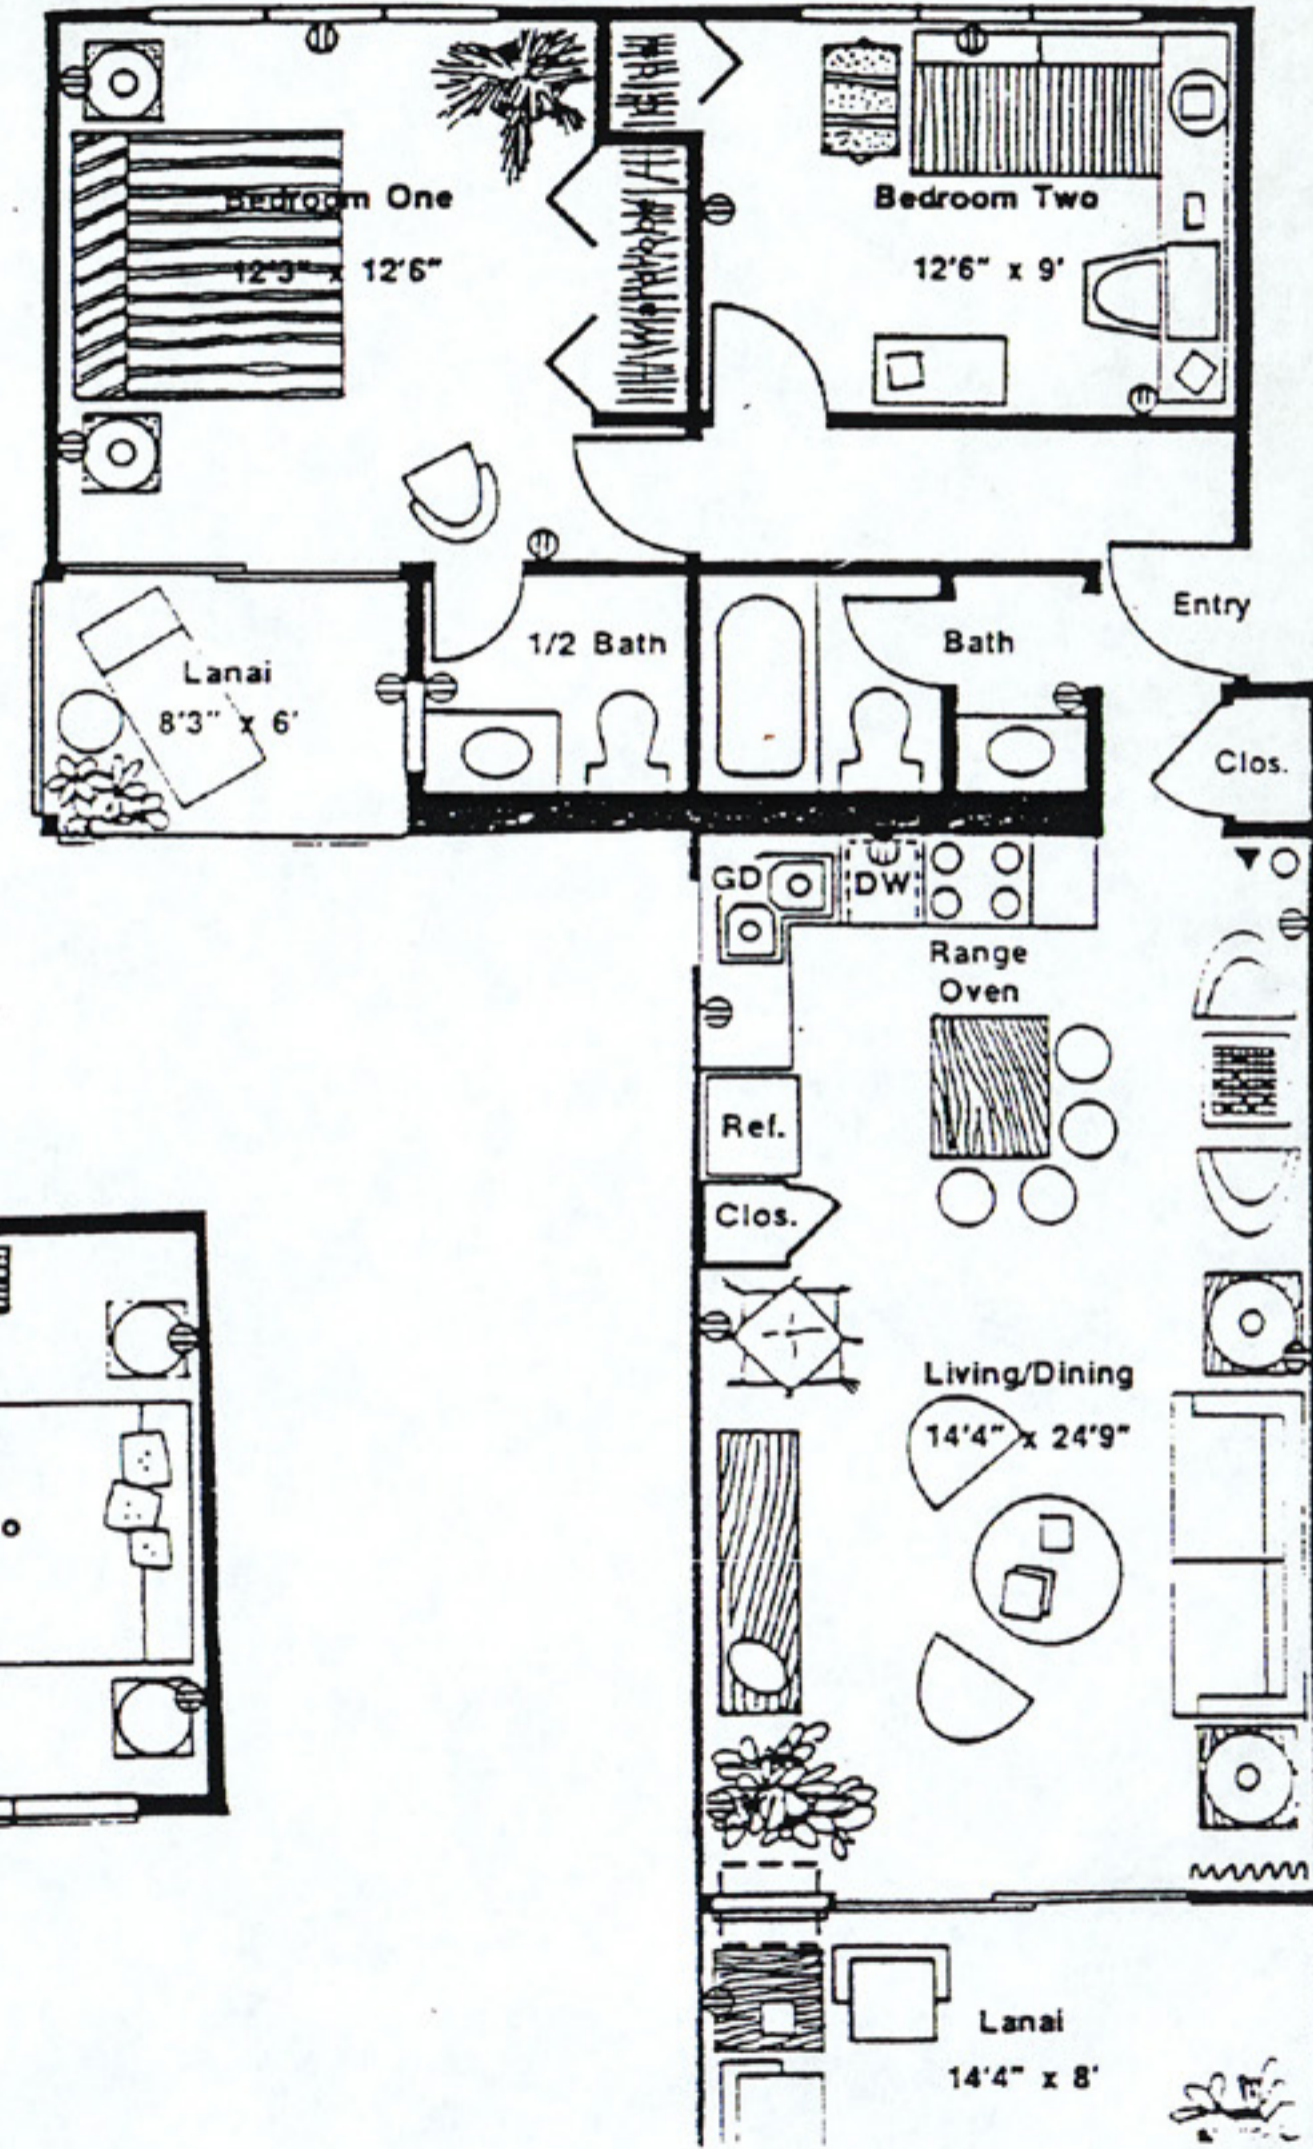 Bedroom One
12'3" x 12'6"
Bedroom Two
12'6" x 9'
Entry
1/2 Bath
Bath
Lanai
8'3" x 6'
Clos.
GD
DW
Range
Oven
Ref.
Clos.
Living/Dining
14'4" x 24'9"
Lanai
14'4" x 8'